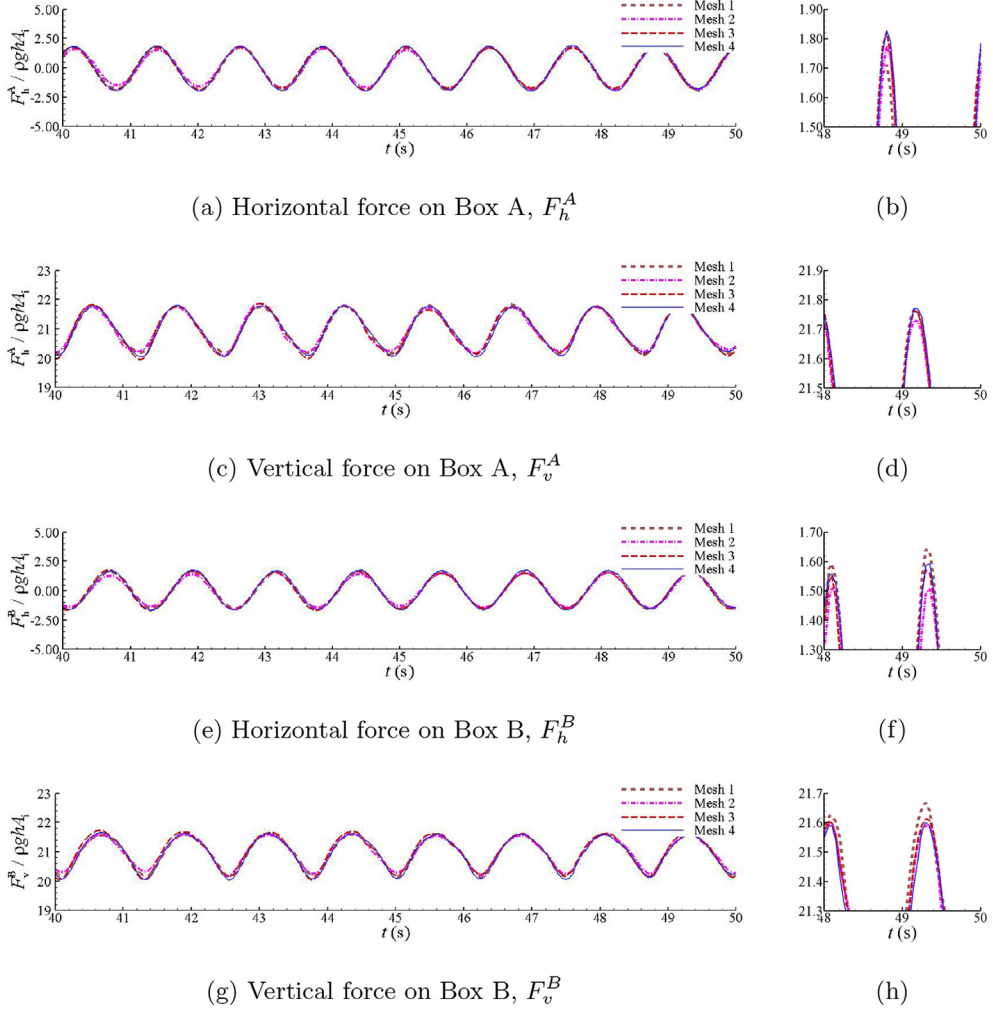 5.00
2.50
0.00
-2.50
-5.00
F_h^A / ρghA_i
40 41 42 43 44 45 46 47 48 49 50
t (s)
Mesh 1
Mesh 2
Mesh 3
Mesh 4
1.90
1.80
1.70
1.60
1.50
48 49 50
t (s)
(a) Horizontal force on Box A, F_h^A
(b)
23
22
21
20
19
F_h^A / ρghA_i
40 41 42 43 44 45 46 47 48 49 50
t (s)
Mesh 1
Mesh 2
Mesh 3
Mesh 4
21.9
21.8
21.7
21.6
21.5
48 49 50
t (s)
(c) Vertical force on Box A, F_v^A
(d)
5.00
2.50
0.00
-2.50
-5.00
F_h^B / ρghA_i
40 41 42 43 44 45 46 47 48 49 50
t (s)
Mesh 1
Mesh 2
Mesh 3
Mesh 4
1.70
1.60
1.50
1.40
1.30
48 49 50
t (s)
(e) Horizontal force on Box B, F_h^B
(f)
23
22
21
20
19
F_v^B / ρghA_i
40 41 42 43 44 45 46 47 48 49 50
t (s)
Mesh 1
Mesh 2
Mesh 3
Mesh 4
21.7
21.6
21.5
21.4
21.3
48 49 50
t (s)
(g) Vertical force on Box B, F_v^B
(h)